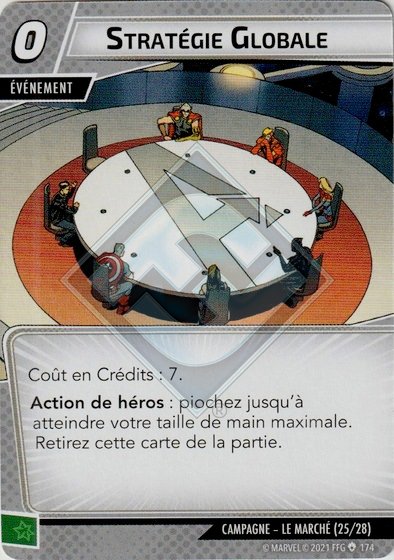 0
STRATÉGIE GLOBALE
ÉVÉNEMENT
Coût en Crédits : 7.
Action de héros : piochez jusqu'à
atteindre votre taille de main maximale.
Retirez cette carte de la partie.
CAMPAGNE – LE MARCHÉ (25/28)
© MARVEL © 2021 FFG 174